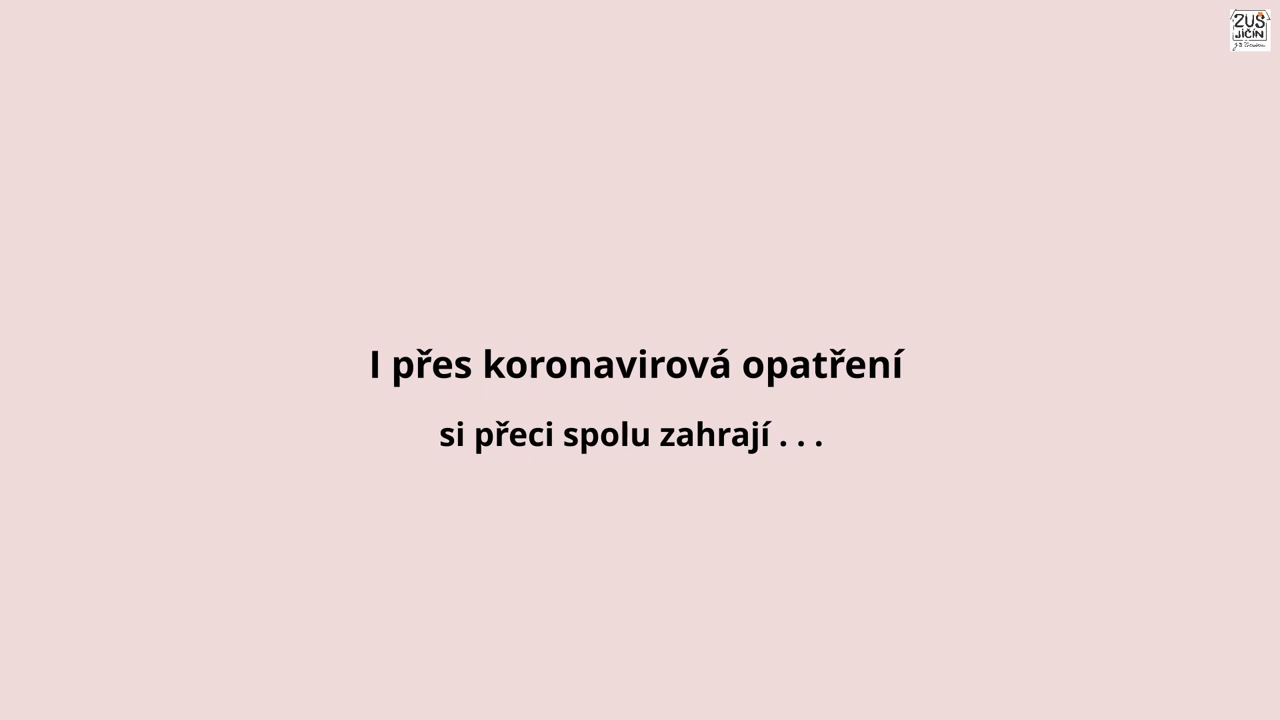 ZUŠ
JIČÍN
I přes koronavirová opatření
si přeci spolu zahrají . . .